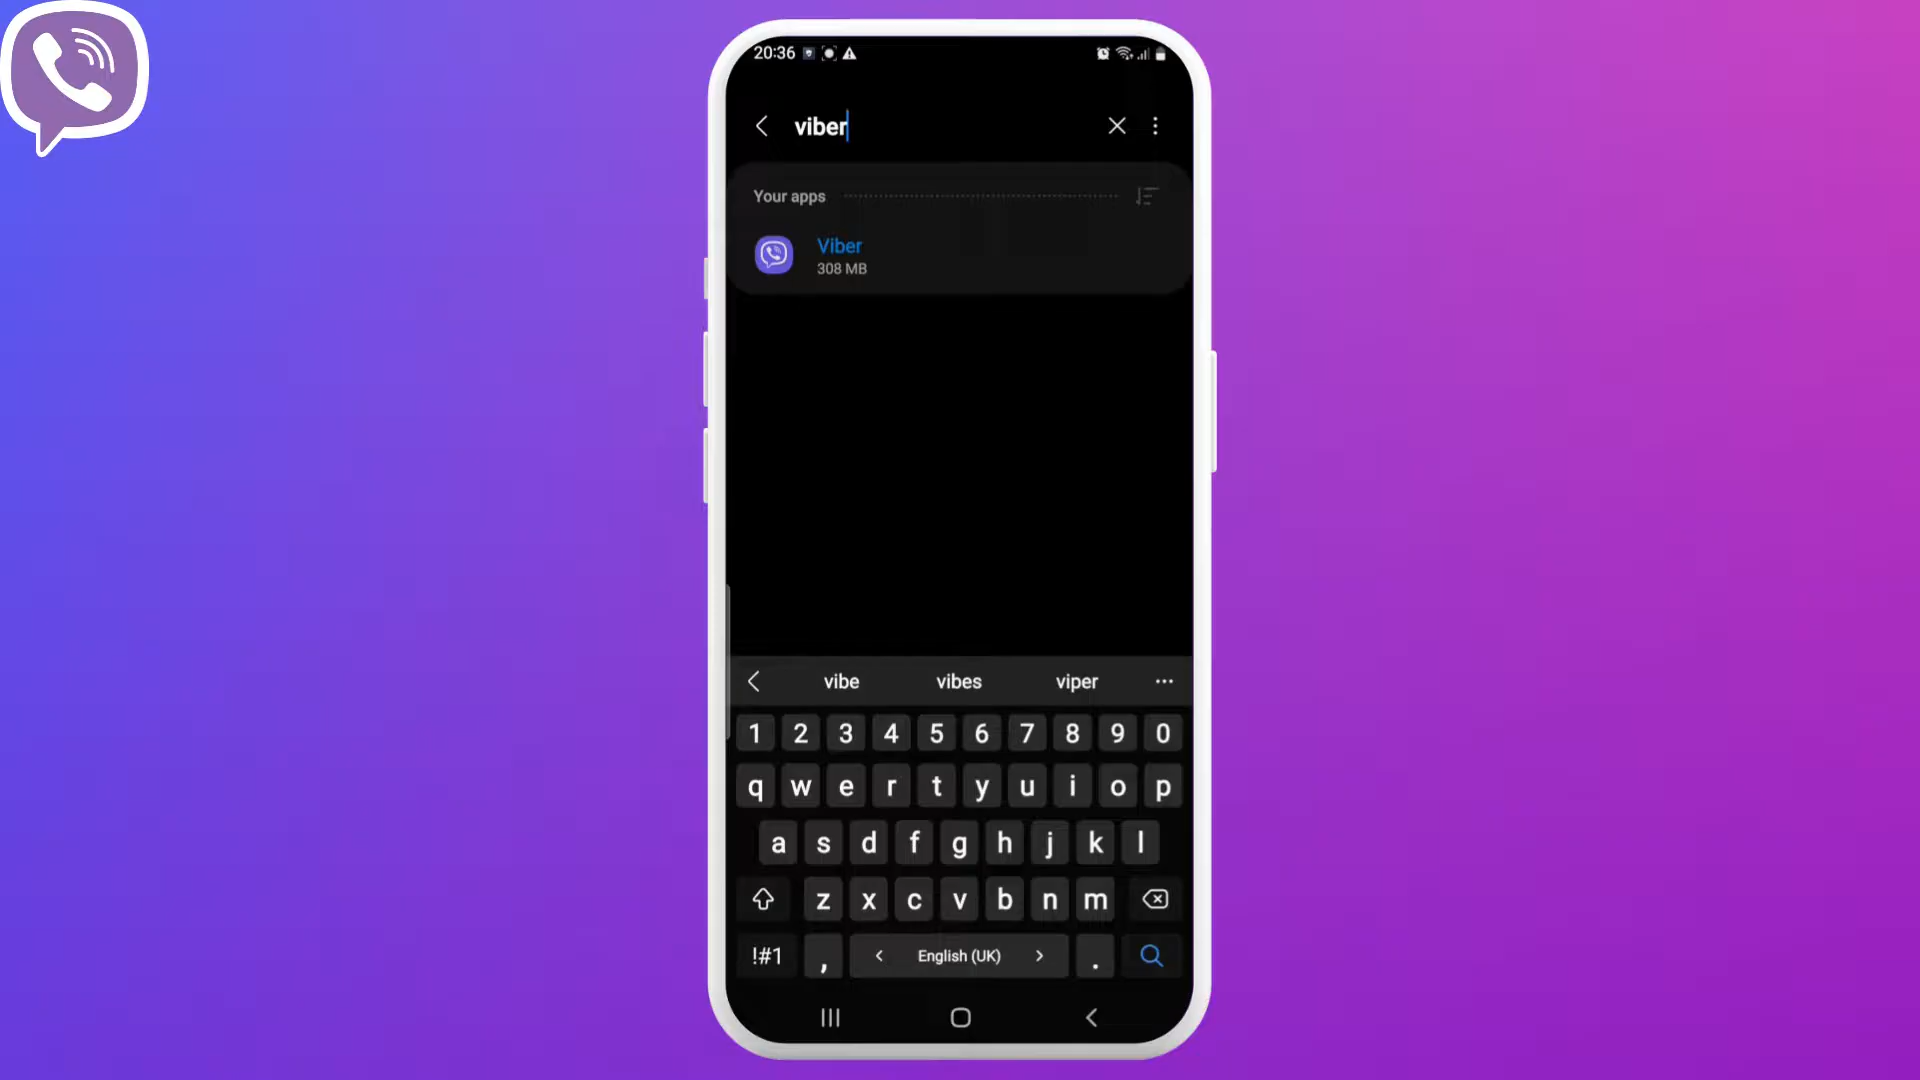 20:36
viber
Your apps
Viber
308 MB
vibe vibes viper
1 2 3 4 5 6 7 8 9 0
q w e r t y u i o p
a s d f g h j k l
z x c v b n m
!#1 , English (UK) .